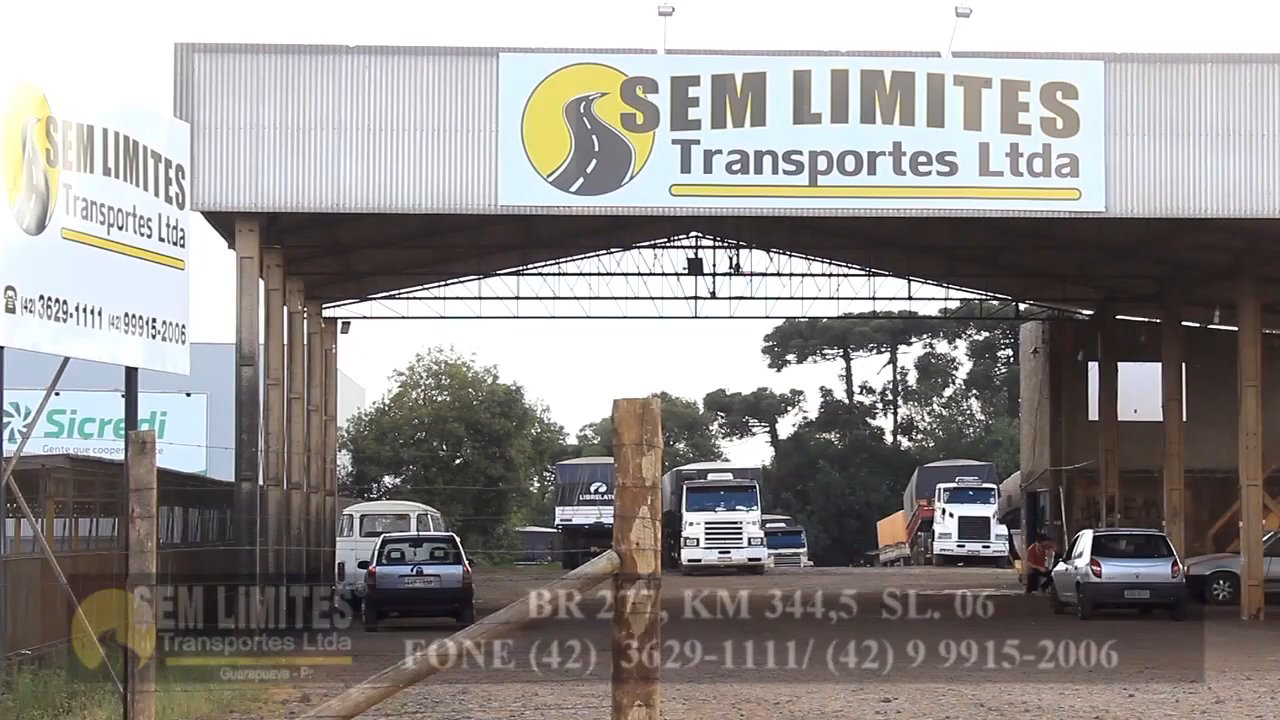 SEM LIMITES
Transportes Ltda
SEM LIMITES
Transportes Ltda
(42) 3629-1111 (42) 99915-2006
Sicredi
LIBRELATO
SEM LIMITES
Transportes Ltda
Guarapuava - Pr
BR 277, KM 344,5 SL. 06
FONE (42) 3629-1111/ (42) 9 9915-2006